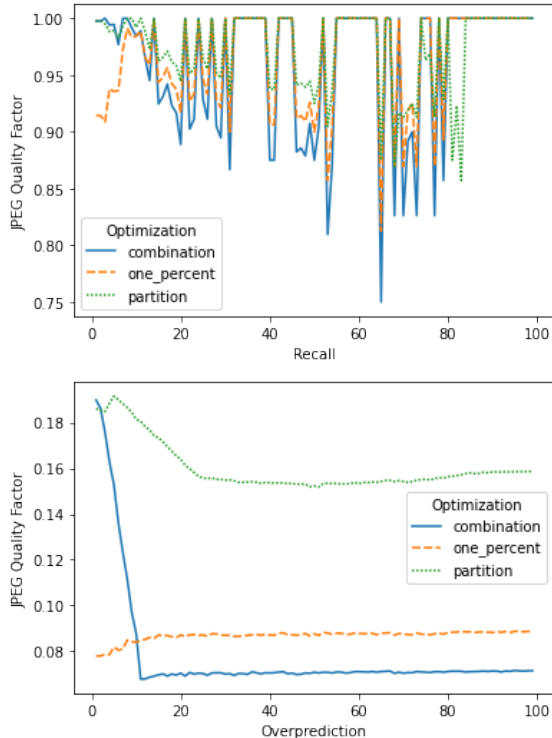 1.00
0.95
0.90
0.85
0.80
0.75
JPEG Quality Factor
Optimization
combination
one_percent
partition
0 20 40 60 80 100
Recall
0.18
0.16
0.14
0.12
0.10
0.08
JPEG Quality Factor
Optimization
combination
one_percent
partition
0 20 40 60 80 100
Overprediction